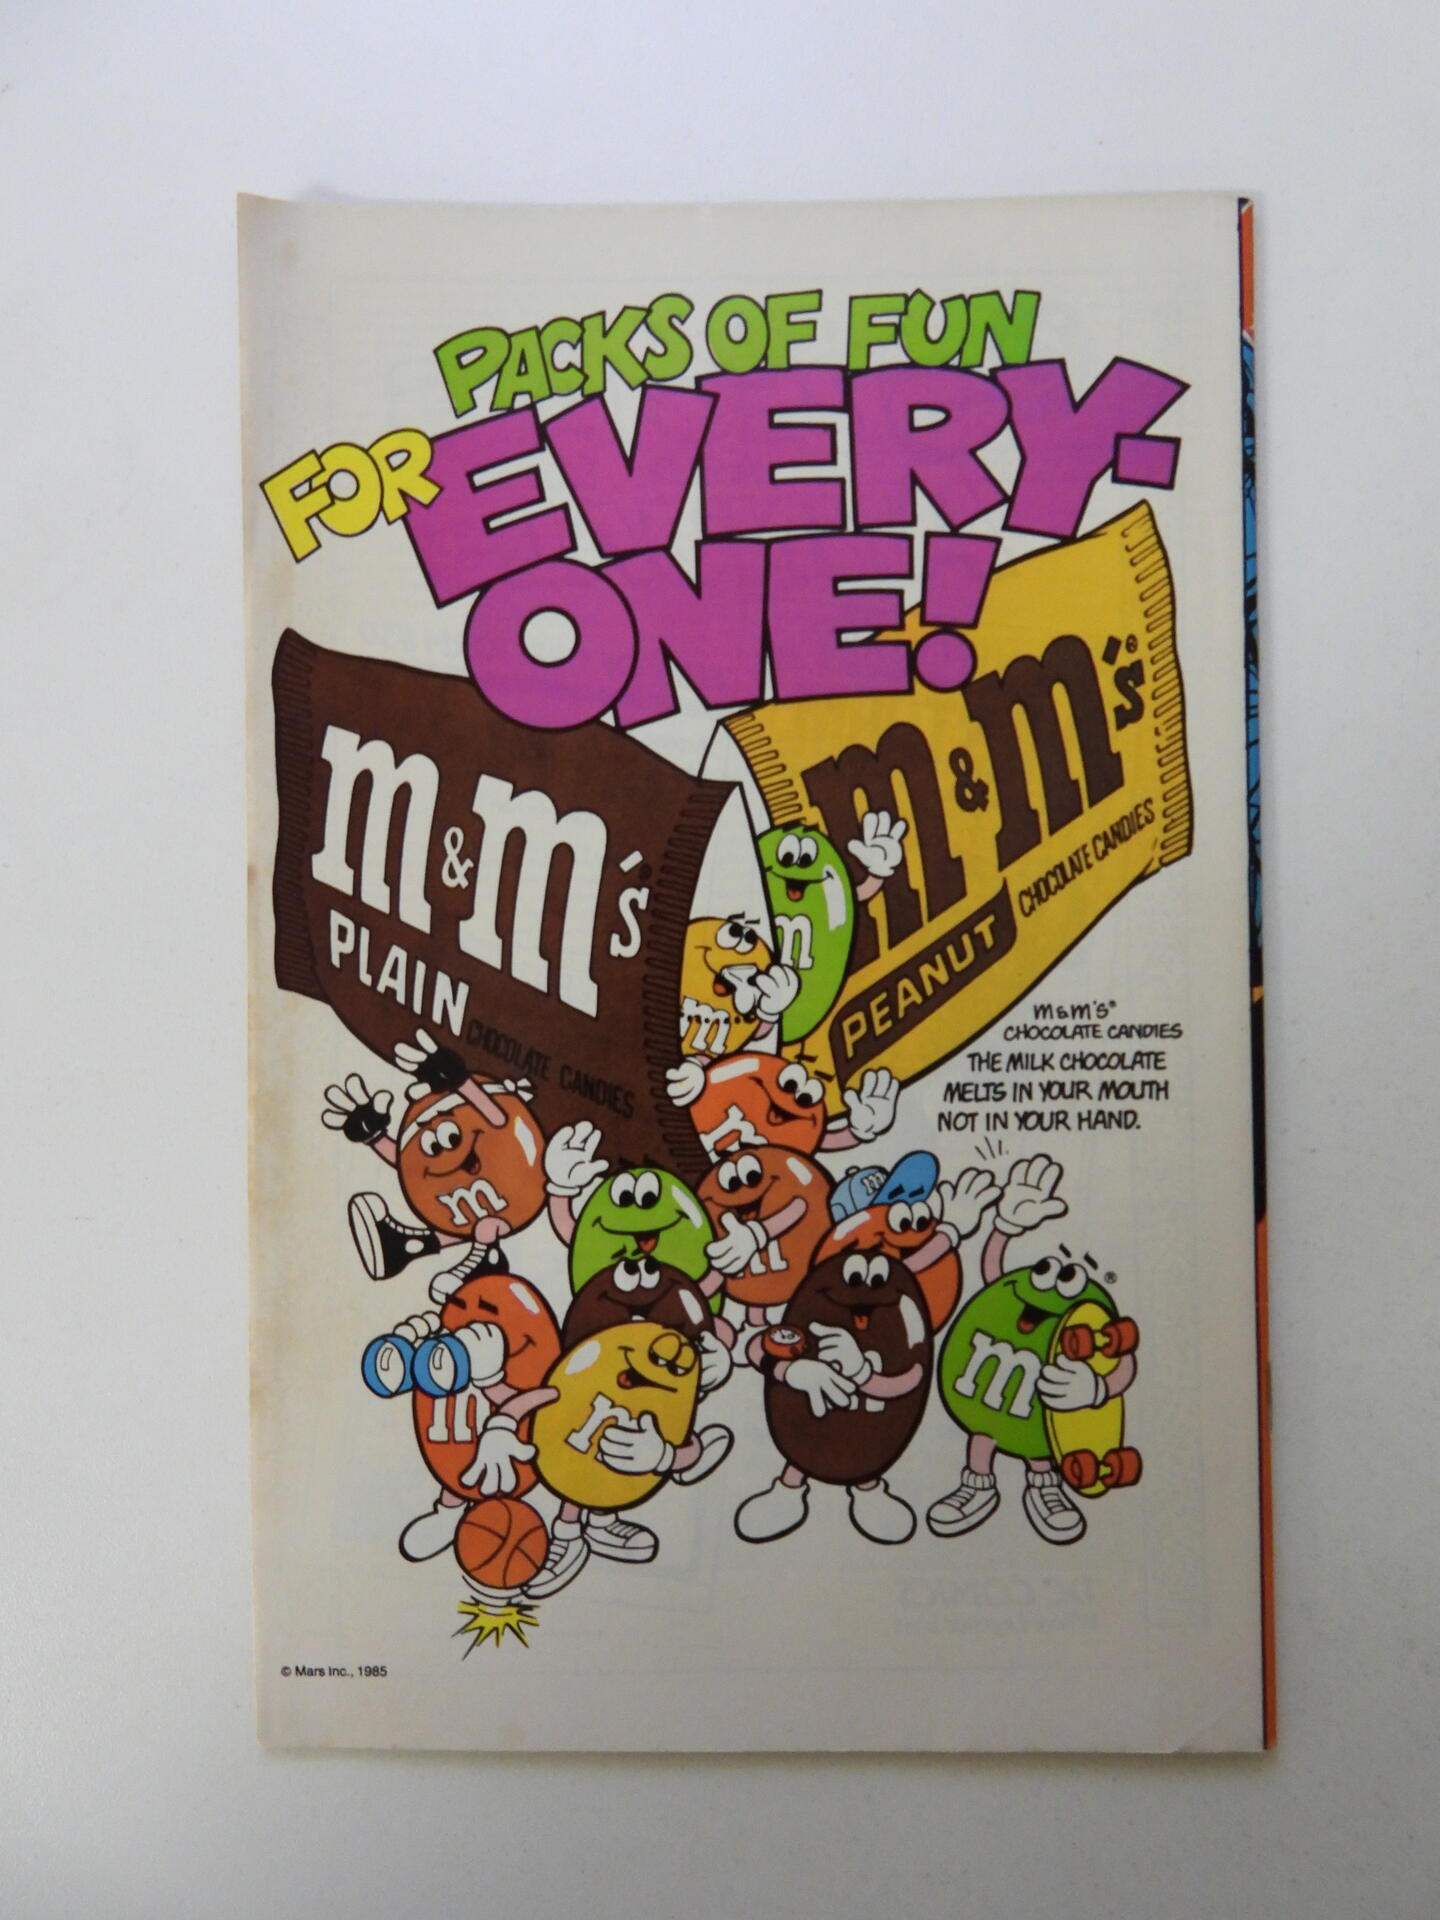 PACKS OF FUN
FOR EVERY-
ONE!
m&m's
PLAIN
CHOCOLATE CANDIES
m&m's®
PEANUT
CHOCOLATE CANDIES
m&m's®
CHOCOLATE CANDIES
THE MILK CHOCOLATE
MELTS IN YOUR MOUTH
NOT IN YOUR HAND.
m
m
m
m
m
m
m
m
m
m
®
© Mars Inc., 1985